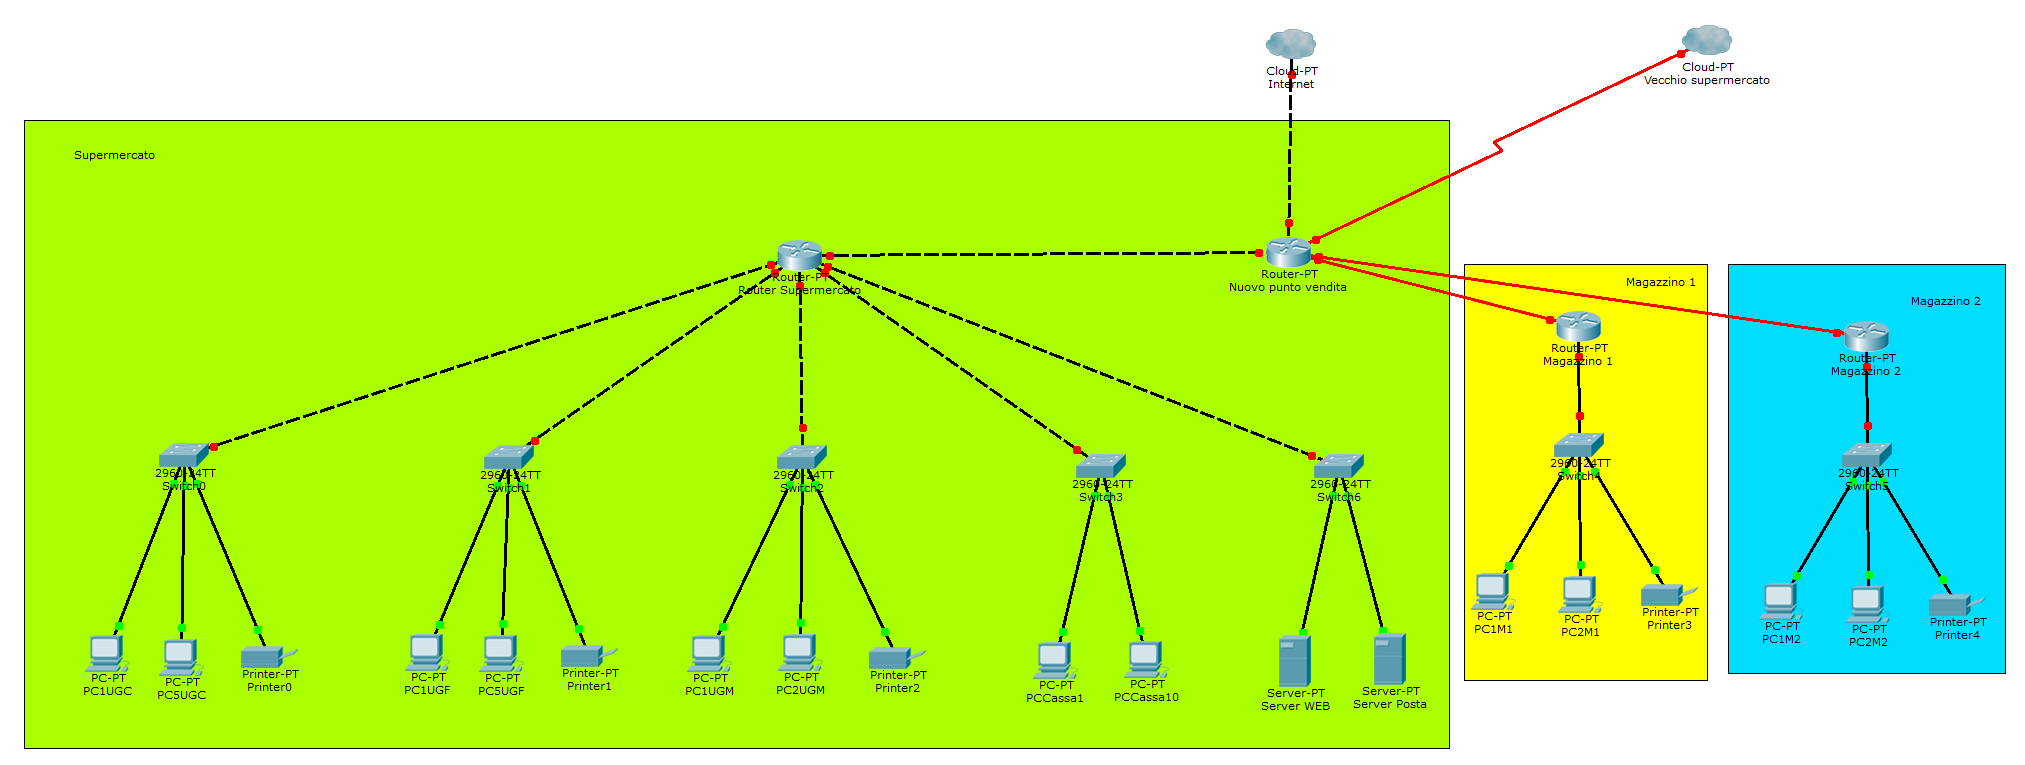 Cloud-PT
Internet
Cloud-PT
Vecchio supermercato
Supermercato
Router-PT
Router Supermercato
Router-PT
Nuovo punto vendita
Magazzino 1
Router-PT
Magazzino 1
Magazzino 2
Router-PT
Magazzino 2
2960-24TT
Switch0
2960-24TT
Switch1
2960-24TT
Switch2
2960-24TT
Switch3
2960-24TT
Switch6
2960-24TT
Switch4
2960-24TT
Switch5
PC-PT
PC1UGC
PC-PT
PC5UGC
Printer-PT
Printer0
PC-PT
PC1UGF
PC-PT
PC5UGF
Printer-PT
Printer1
PC-PT
PC1UGM
PC-PT
PC2UGM
Printer-PT
Printer2
PC-PT
PCCassa1
PC-PT
PCCassa10
Server-PT
Server WEB
Server-PT
Server Posta
PC-PT
PC1M1
PC-PT
PC2M1
Printer-PT
Printer3
PC-PT
PC1M2
PC-PT
PC2M2
Printer-PT
Printer4